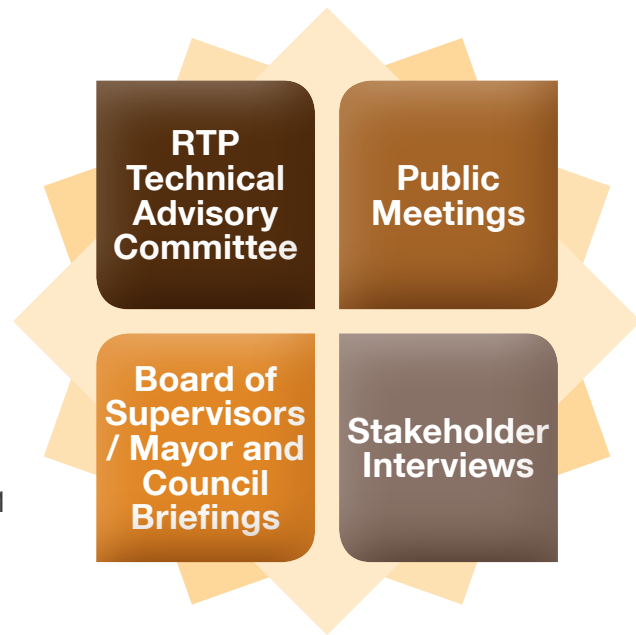 RTP
Technical
Advisory
Committee
Public
Meetings
Board of
Supervisors
/ Mayor and
Council
Briefings
Stakeholder
Interviews